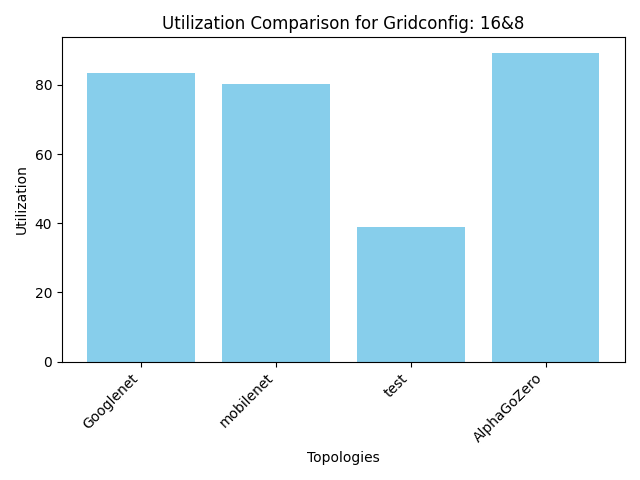 Utilization Comparison for Gridconfig: 16&8
Utilization
80
60
40
20
0
Googlenet
mobilenet
test
AlphaGoZero
Topologies